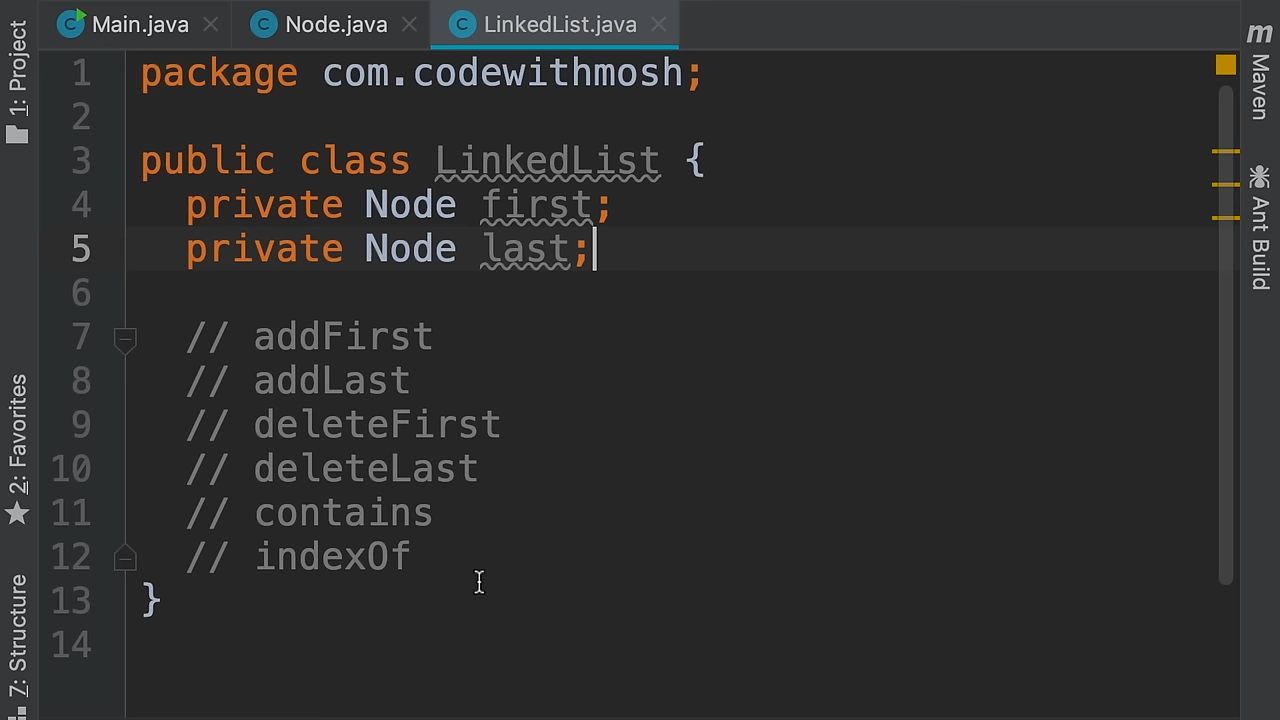 Main.java
Node.java
LinkedList.java
1: Project
2: Favorites
7: Structure
1 package com.codewithmosh;
2
3 public class LinkedList {
4 private Node first;
5 private Node last;
6
7 // addFirst
8 // addLast
9 // deleteFirst
10 // deleteLast
11 // contains
12 // indexOf
13 }
14
m Maven
Ant Build